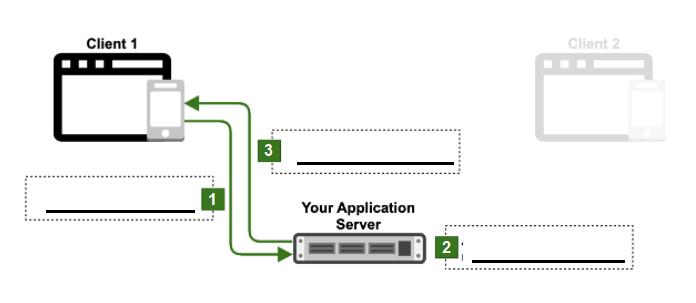 Client 1
Client 2
3
1
Your Application
Server
2